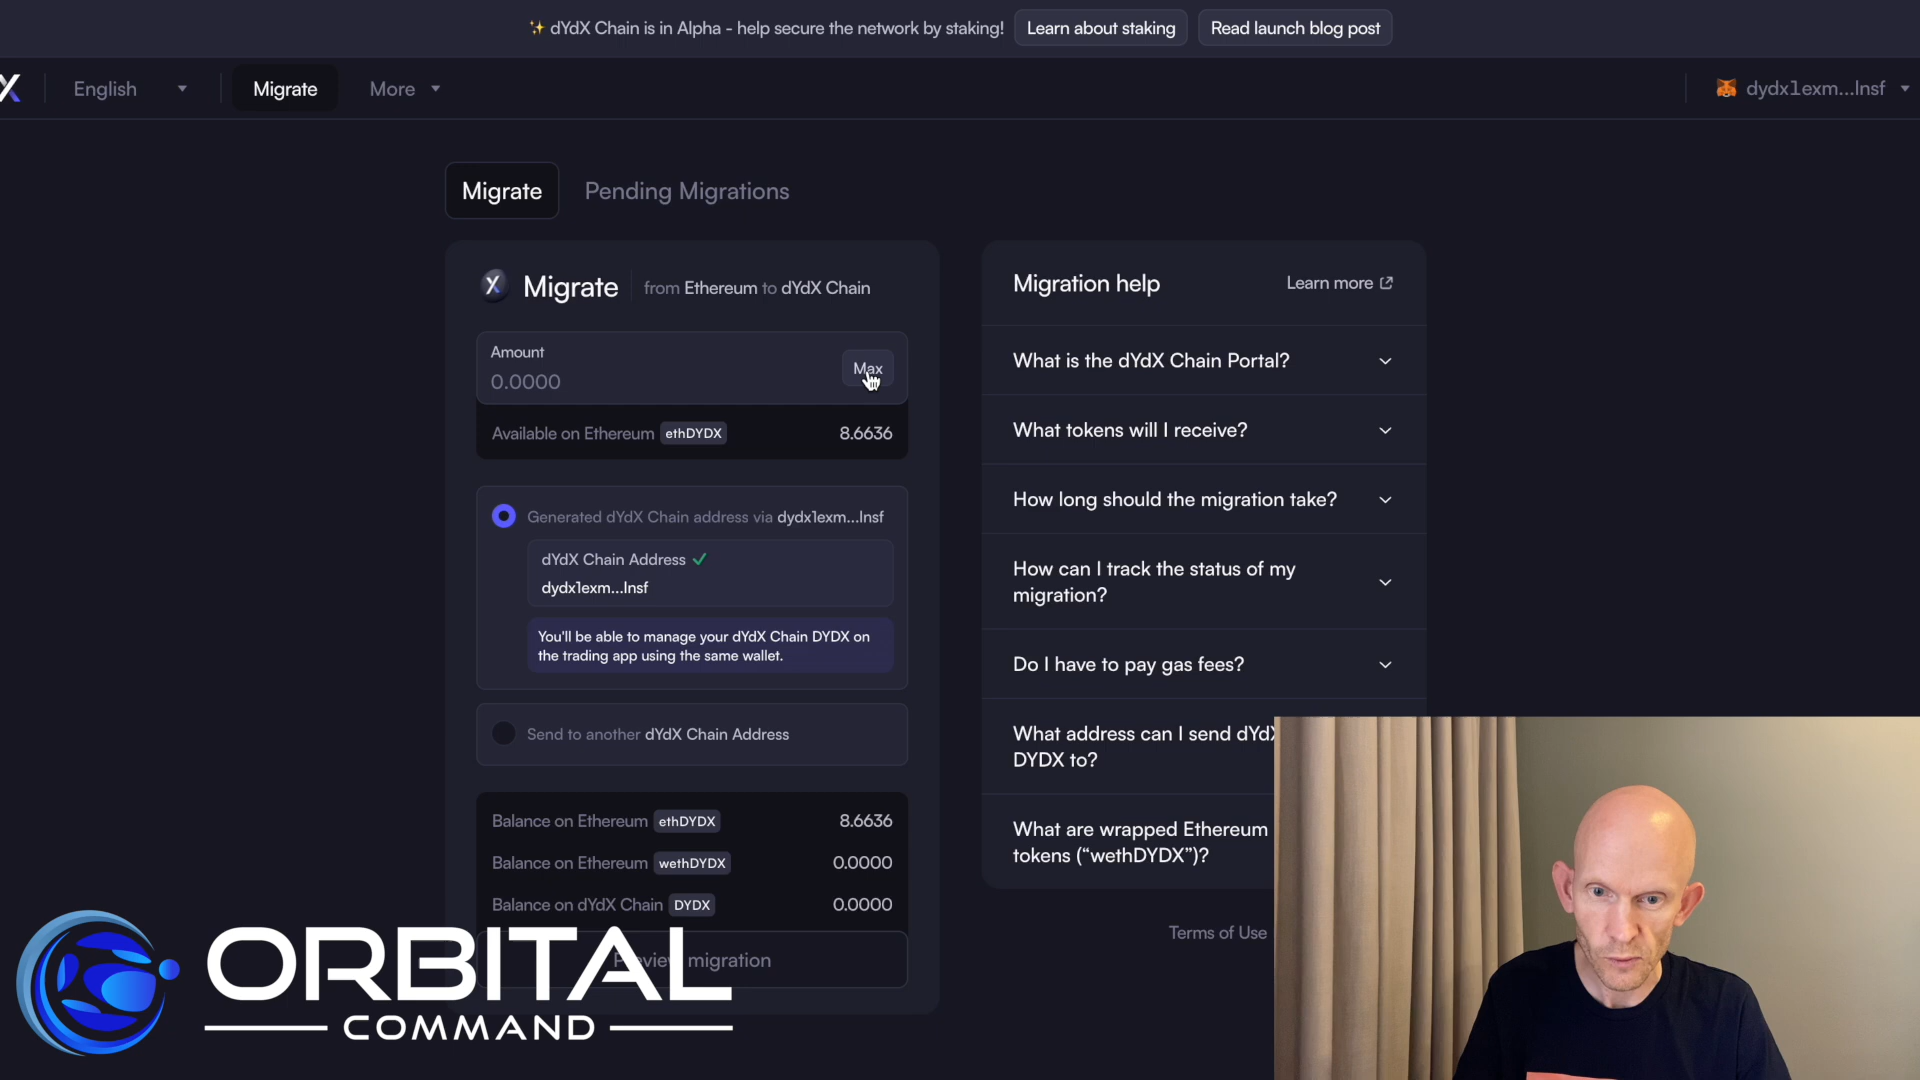 ✨ dYdX Chain is in Alpha - help secure the network by staking! Learn about staking Read launch blog post
X English Migrate More dydx1exm...lnsf
Migrate Pending Migrations
Migrate from Ethereum to dYdX Chain
Amount
0.0000
Max
Available on Ethereum ethDYDX 8.6636
Generated dYdX Chain address via dydx1exm...lnsf
dYdX Chain Address
dydx1exm...lnsf
You'll be able to manage your dYdX Chain DYDX on
the trading app using the same wallet.
Send to another dYdX Chain Address
Balance on Ethereum ethDYDX 8.6636
Balance on Ethereum wethDYDX 0.0000
Balance on dYdX Chain DYDX 0.0000
migration
Migration help Learn more
What is the dYdX Chain Portal?
What tokens will I receive?
How long should the migration take?
How can I track the status of my
migration?
Do I have to pay gas fees?
What address can I send dYdX
DYDX to?
What are wrapped Ethereum
tokens (“wethDYDX”)?
Terms of Use
ORBITAL
COMMAND